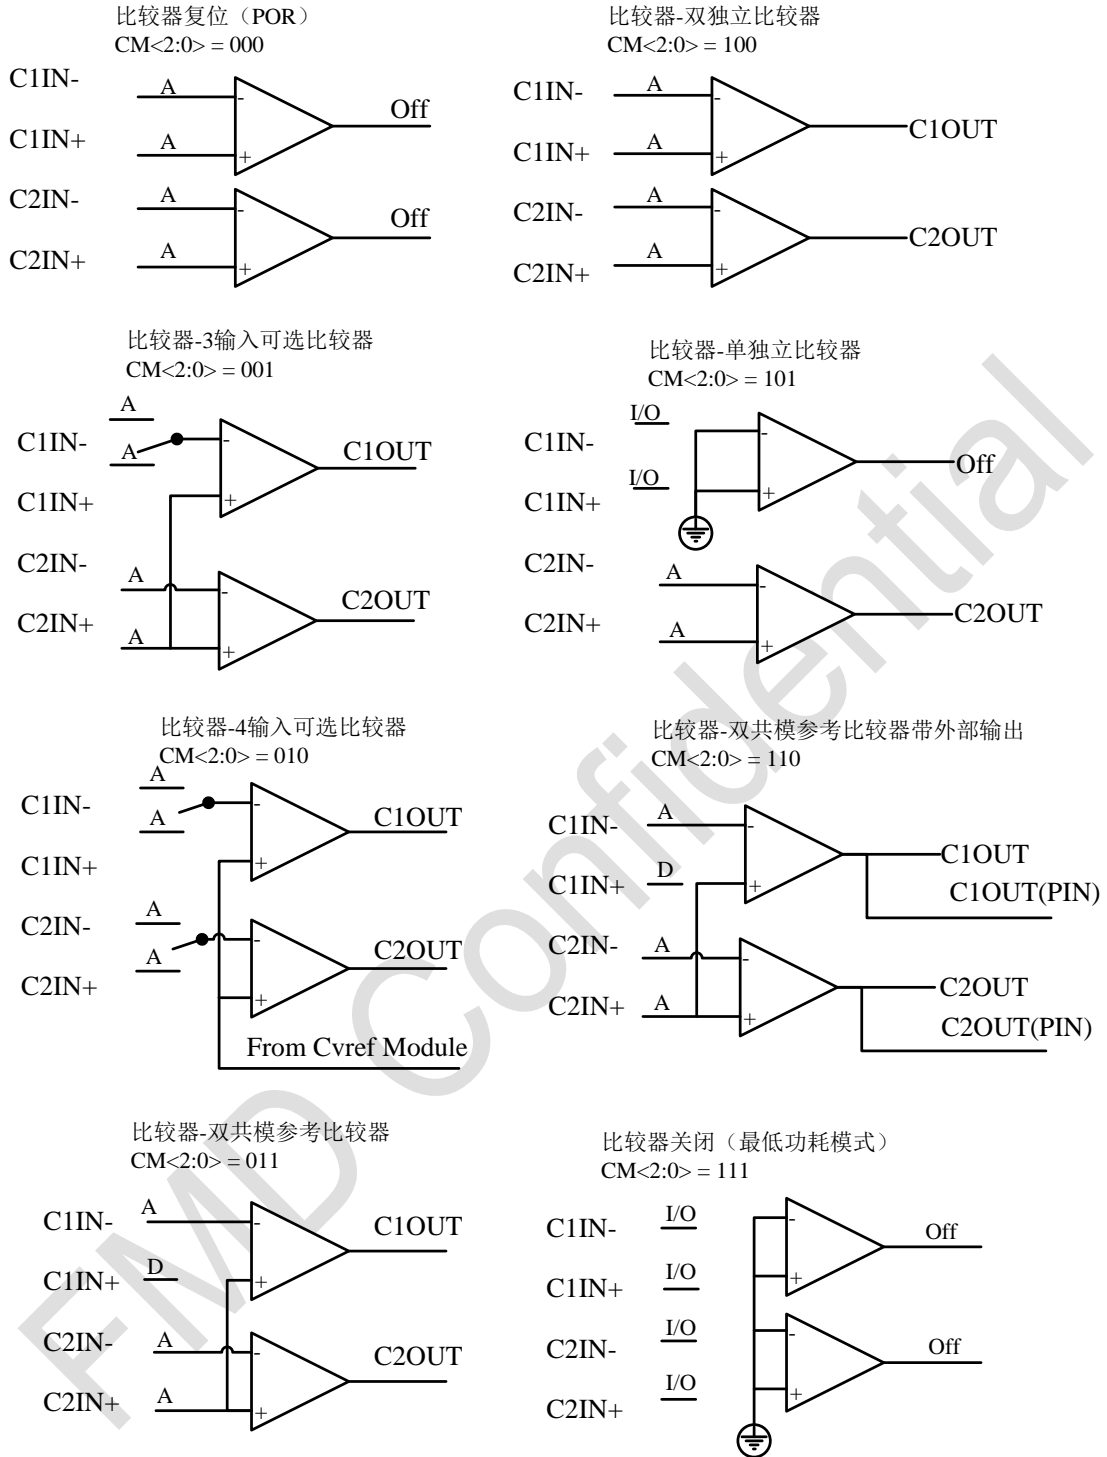 比较器复位（POR）
CM<2:0> = 000
C1IN-
A
-
Off
C1IN+
A
+
C2IN-
A
-
Off
C2IN+
A
+
比较器-双独立比较器
CM<2:0> = 100
C1IN-
A
-
C1OUT
C1IN+
A
+
C2IN-
A
-
C2OUT
C2IN+
A
+
比较器-3输入可选比较器
CM<2:0> = 001
A
C1IN-
A
-
C1OUT
C1IN+
+
C2IN-
A
-
C2OUT
C2IN+
A
+
比较器-单独立比较器
CM<2:0> = 101
I/O
C1IN-
-
Off
I/O
C1IN+
+
C2IN-
A
-
C2OUT
C2IN+
A
+
比较器-4输入可选比较器
CM<2:0> = 010
A
C1IN-
A
-
C1OUT
C1IN+
+
A
C2IN-
A
-
C2OUT
C2IN+
+
From Cvref Module
比较器-双共模参考比较器带外部输出
CM<2:0> = 110
C1IN-
A
-
C1OUT
C1IN+
D
+
C1OUT(PIN)
C2IN-
A
-
C2OUT
C2IN+
A
+
C2OUT(PIN)
比较器-双共模参考比较器
CM<2:0> = 011
C1IN-
A
-
C1OUT
C1IN+
D
+
C2IN-
A
-
C2OUT
C2IN+
A
+
比较器关闭（最低功耗模式）
CM<2:0> = 111
C1IN-
I/O
-
Off
C1IN+
I/O
+
C2IN-
I/O
-
Off
C2IN+
I/O
+
FMD Confidential